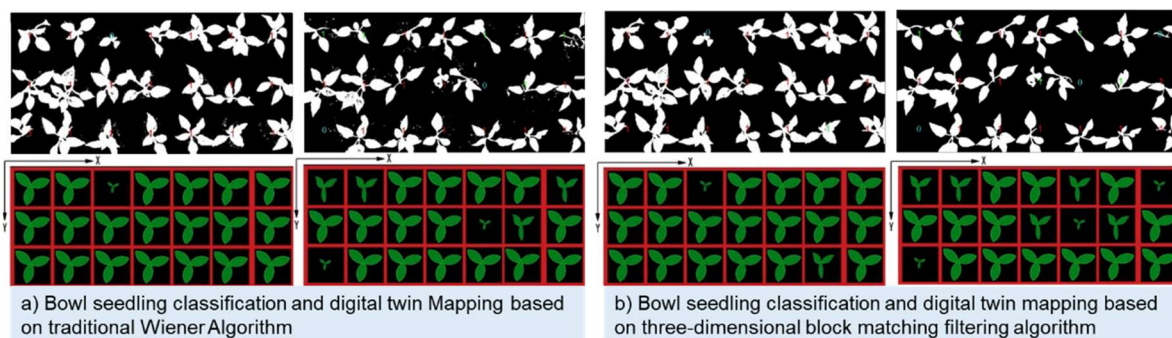 X
X
X
X
Y
Y
Y
Y
a) Bowl seedling classification and digital twin Mapping based
on traditional Wiener Algorithm
b) Bowl seedling classification and digital twin mapping based
on three-dimensional block matching filtering algorithm